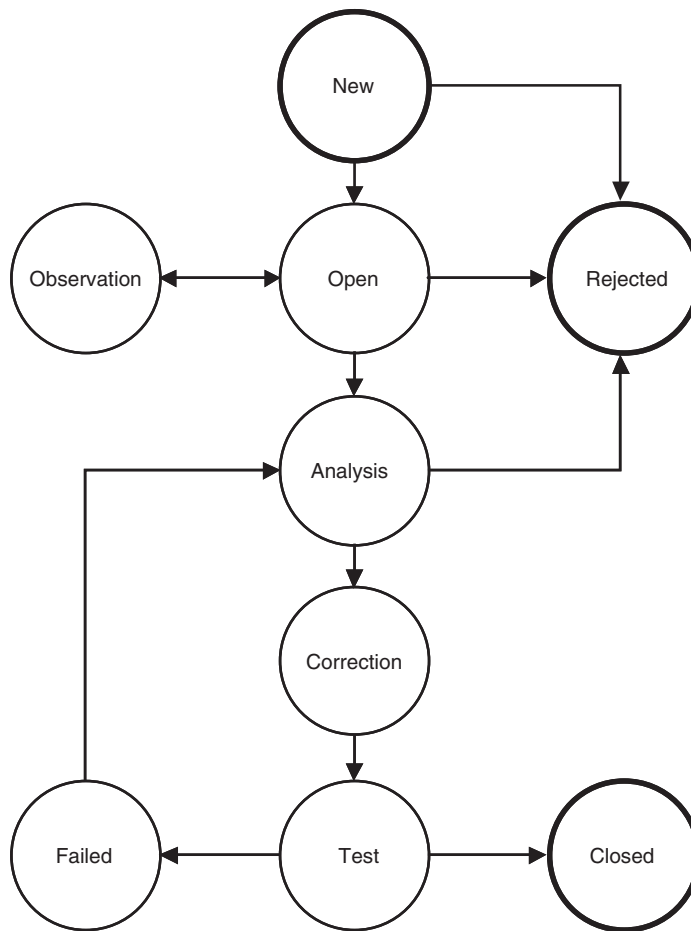 New
Observation
Open
Rejected
Analysis
Correction
Failed
Test
Closed